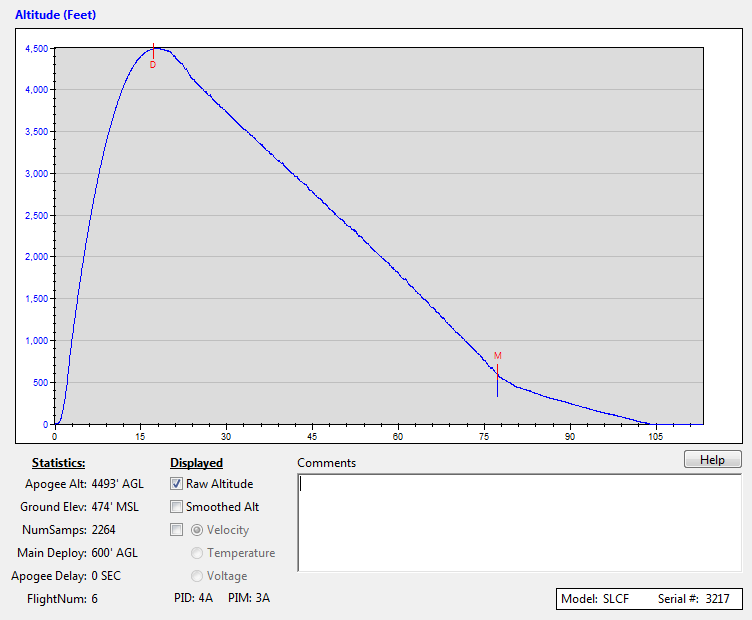 Altitude (Feet)
4,500
D
4,000
3,500
3,000
2,500
2,000
1,500
1,000
M
500
0
0 15 30 45 60 75 90 105
Statistics: Displayed Comments Help
Apogee Alt: 4493' AGL Raw Altitude
Ground Elev: 474' MSL Smoothed Alt
NumSamps: 2264 Velocity
Main Deploy: 600' AGL Temperature
Apogee Delay: 0 SEC Voltage
FlightNum: 6 PID: 4A PIM: 3A Model: SLCF Serial #: 3217